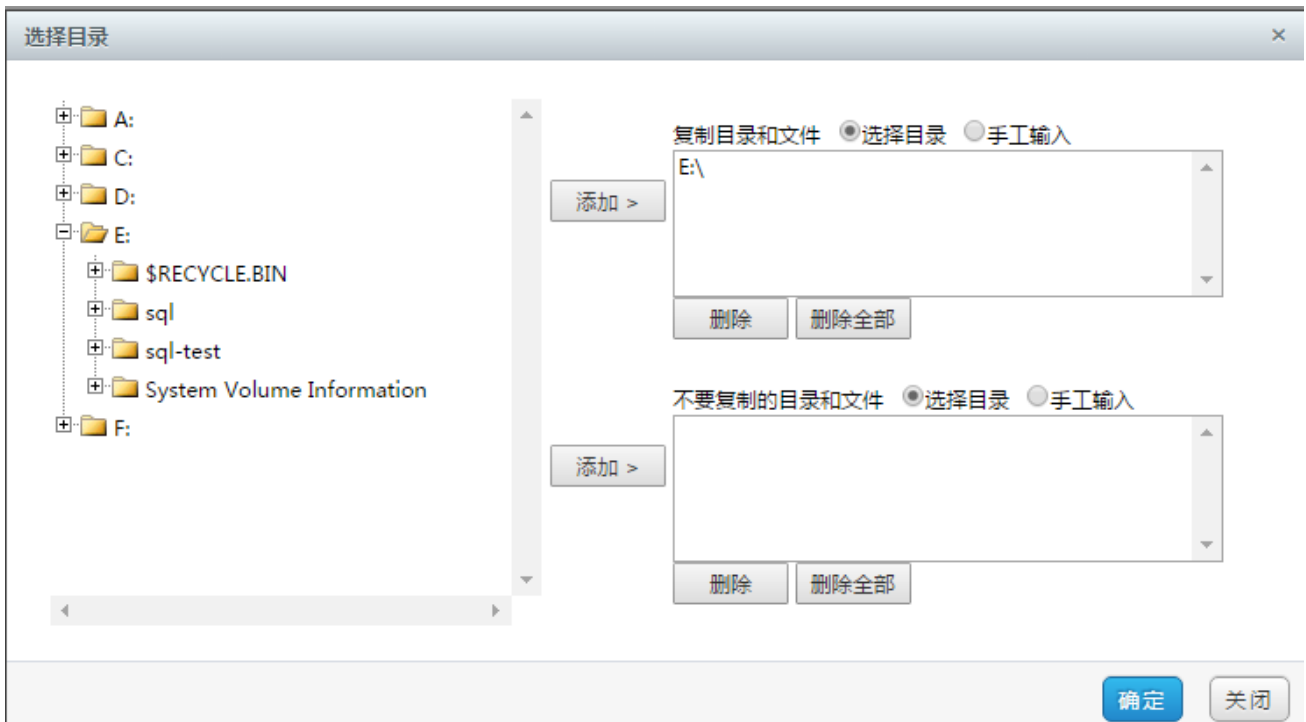 选择目录 ×
A:
C:
D:
E:
$RECYCLE.BIN
sql
sql-test
System Volume Information
F:
复制目录和文件 选择目录 手工输入
添加 >
E:\
删除 删除全部
不要复制的目录和文件 选择目录 手工输入
添加 >
删除 删除全部
确定 关闭